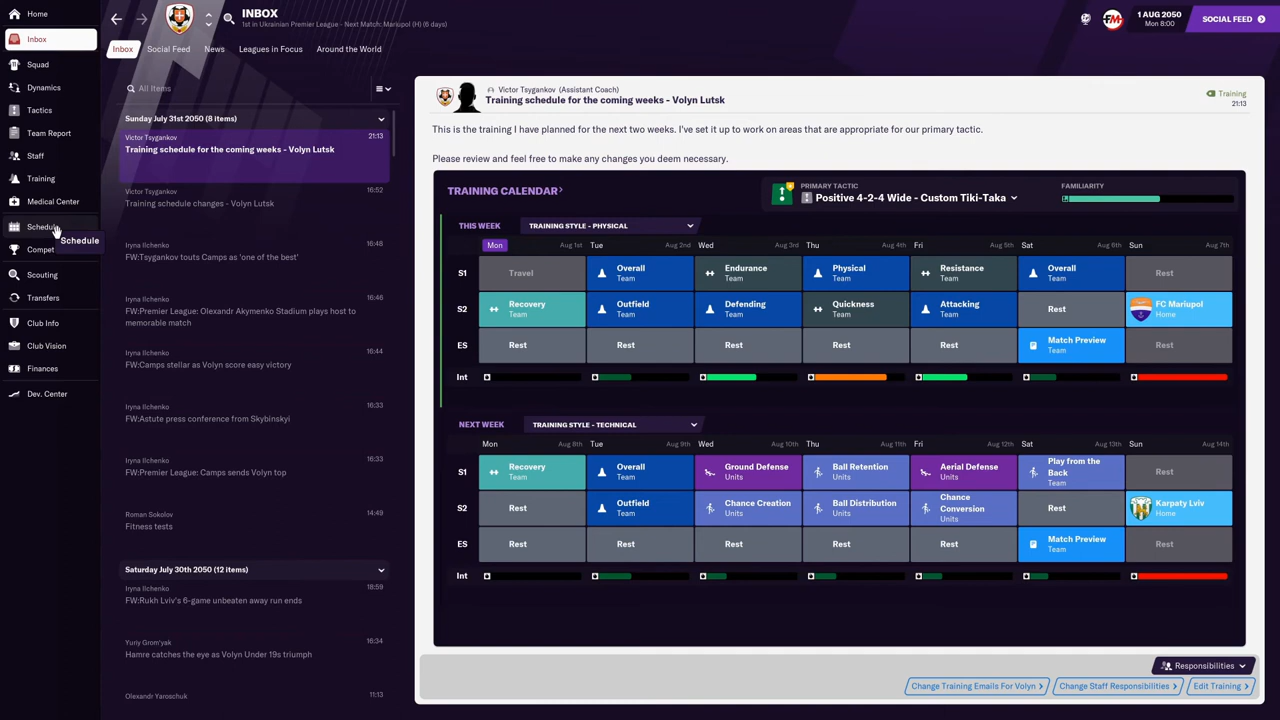 Home
Inbox
Squad
Dynamics
Tactics
Team Report
Staff
Training
Medical Center
Schedule
Schedule
Compet
Scouting
Transfers
Club Info
Club Vision
Finances
Dev. Center
INBOX
1st in Ukrainian Premier League - Next Match: Mariupol (H) (6 days)
FM
1 AUG 2050
Mon 8:00
SOCIAL FEED
Inbox Social Feed News Leagues in Focus Around the World
All Items
Sunday July 31st 2050 (8 items)
Victor Tsygankov 21:13
Training schedule for the coming weeks - Volyn Lutsk
Victor Tsygankov 16:52
Training schedule changes - Volyn Lutsk
Iryna Ilchenko 16:48
FW:Tsygankov touts Camps as 'one of the best'
Iryna Ilchenko 16:46
FW:Premier League: Olexandr Akymenko Stadium plays host to
memorable match
Iryna Ilchenko 16:44
FW:Camps stellar as Volyn score easy victory
Iryna Ilchenko 16:33
FW:Astute press conference from Skybinskyi
Iryna Ilchenko 16:33
FW:Premier League: Camps sends Volyn top
Roman Sokolov 14:49
Fitness tests
Saturday July 30th 2050 (12 items)
Iryna Ilchenko 18:59
FW:Rukh Lviv's 6-game unbeaten away run ends
Yuriy Grom'yak 16:34
Hamre catches the eye as Volyn Under 19s triumph
Olexandr Yaroschuk 11:13
Victor Tsygankov (Assistant Coach)
Training schedule for the coming weeks - Volyn Lutsk
Training
21:13
This is the training I have planned for the next two weeks. I've set it up to work on areas that are appropriate for our primary tactic.
Please review and feel free to make any changes you deem necessary.
TRAINING CALENDAR
PRIMARY TACTIC
Positive 4-2-4 Wide - Custom Tiki-Taka
FAMILIARITY
THIS WEEK TRAINING STYLE - PHYSICAL
Mon Aug 1st Tue Aug 2nd Wed Aug 3rd Thu Aug 4th Fri Aug 5th Sat Aug 6th Sun Aug 7th
S1 Travel Overall Team Endurance Team Physical Team Resistance Team Overall Team Rest
S2 Recovery Team Outfield Team Defending Team Quickness Team Attacking Team Rest FC Mariupol Home
ES Rest Rest Rest Rest Rest Match Preview Team Rest
Int
NEXT WEEK TRAINING STYLE - TECHNICAL
Mon Aug 8th Tue Aug 9th Wed Aug 10th Thu Aug 11th Fri Aug 12th Sat Aug 13th Sun Aug 14th
S1 Recovery Team Overall Team Ground Defense Units Ball Retention Units Aerial Defense Units Play from the Back Team Rest
S2 Rest Outfield Team Chance Creation Units Ball Distribution Units Chance Conversion Units Rest Karpaty Lviv Home
ES Rest Rest Rest Rest Rest Match Preview Team Rest
Int
Responsibilities
Change Training Emails For Volyn
Change Staff Responsibilities
Edit Training